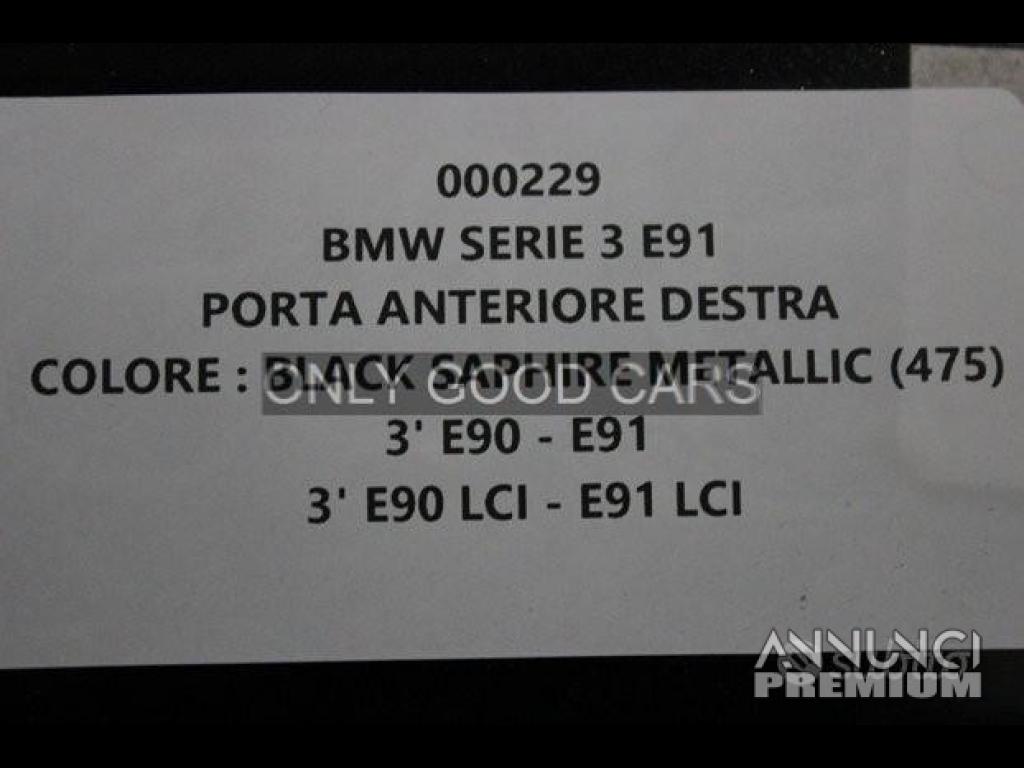 000229
BMW SERIE 3 E91
PORTA ANTERIORE DESTRA
COLORE : BLACK SAPHIRE METALLIC (475)
ONLY GOOD CARS
3' E90 - E91
3' E90 LCI - E91 LCI
ANNUNCI
subito
PREMIUM